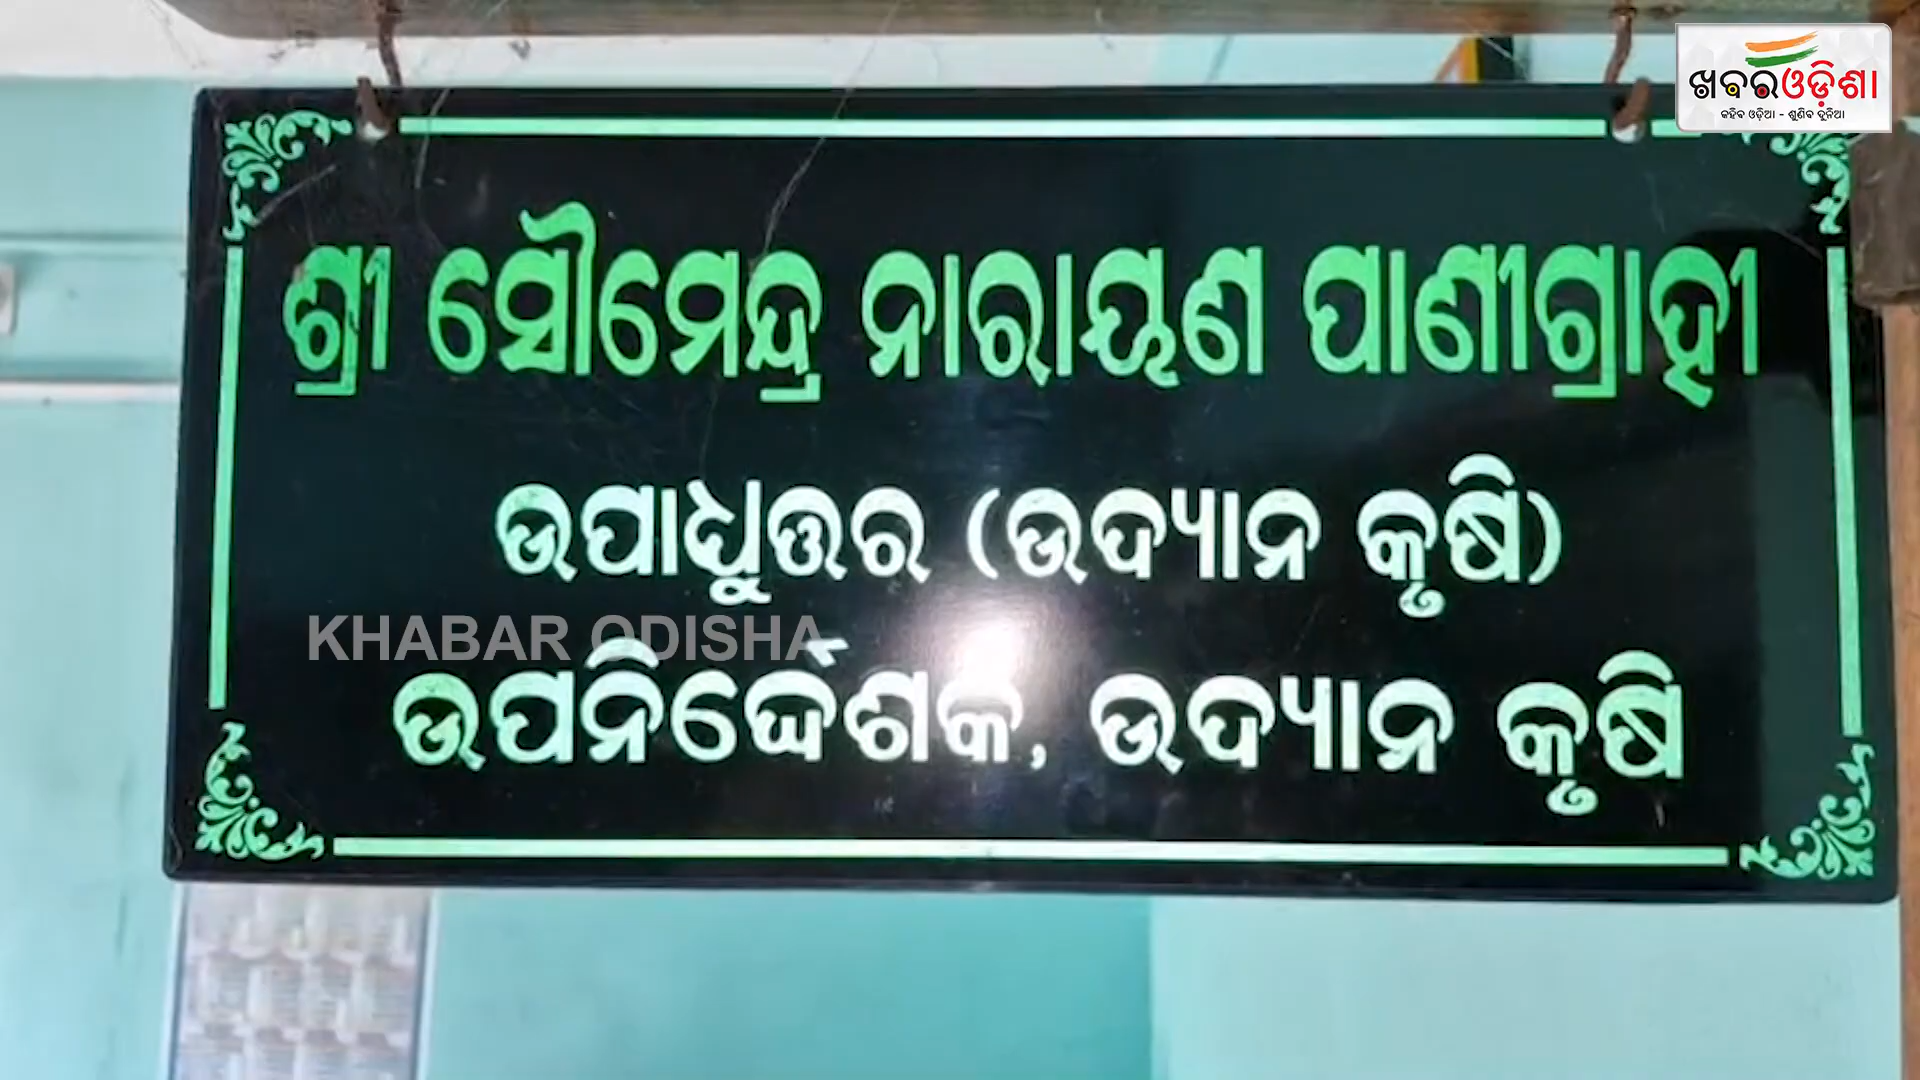 ଖବରଓଡ଼ିଶା
କହିବ ଓଡ଼ିଆ - ଶୁଣିବ ଦୁନିଆ
ଶ୍ରୀ ସୌମେନ୍ଦ୍ର ନାରାୟଣ ପାଣୀଗ୍ରାହୀ
ଉପାଧ୍ଯୁତ୍ତର (ଉଦ୍ୟାନ କୃଷି)
KHABAR ODISHA
ଉପନିର୍ଦ୍ଦେଶକ, ଉଦ୍ୟାନ କୃଷି